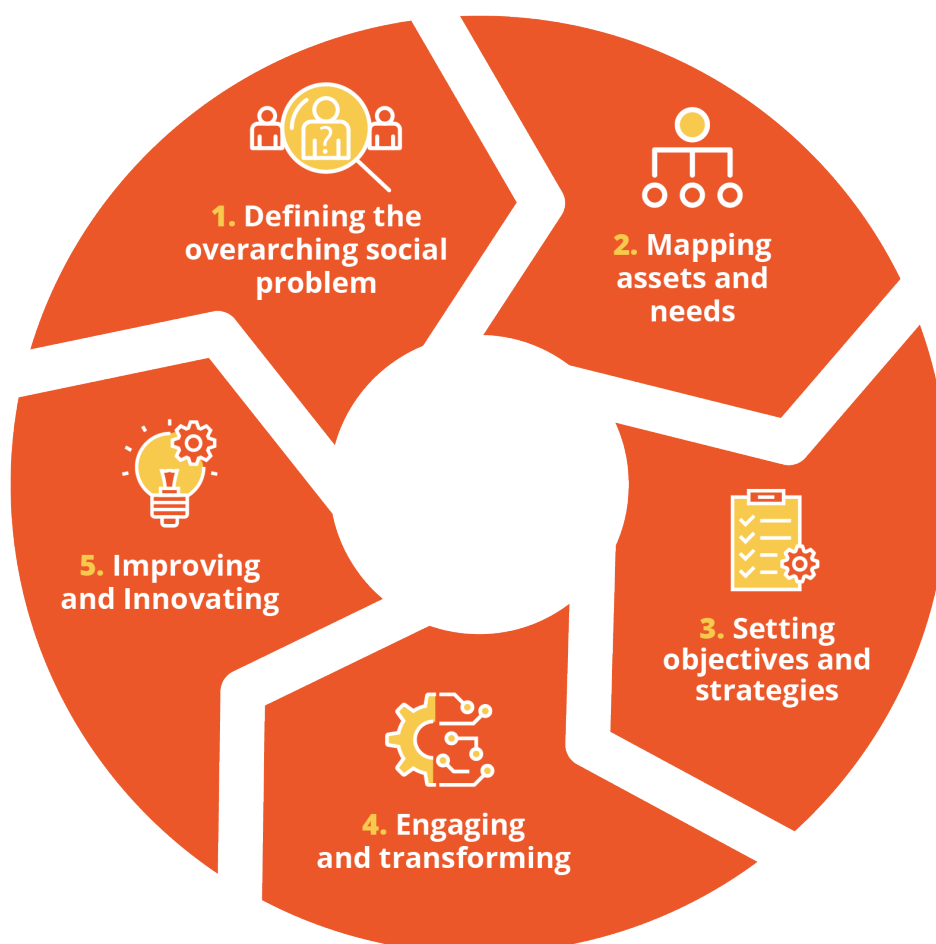 ?
1. Defining the
overarching social
problem
2. Mapping
assets and
needs
3. Setting
objectives and
strategies
4. Engaging
and transforming
5. Improving
and Innovating